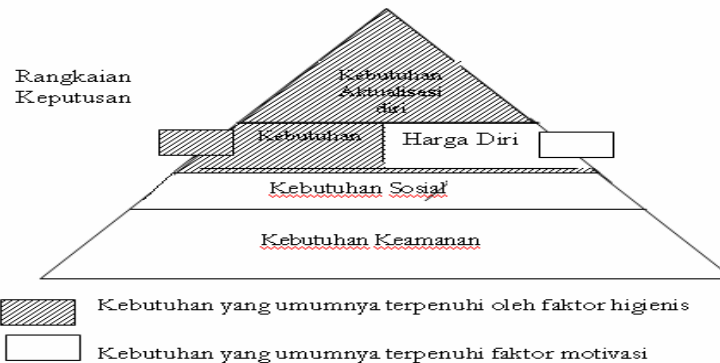 Rangkaian
Keputusan
Kebutuhan
Aktualisasi
diri
Kebutuhan Harga Diri
Kebutuhan Sosial
Kebutuhan Keamanan
Kebutuhan yang umumnya terpenuhi oleh faktor higienis
Kebutuhan yang umumnya terpenuhi faktor motivasi